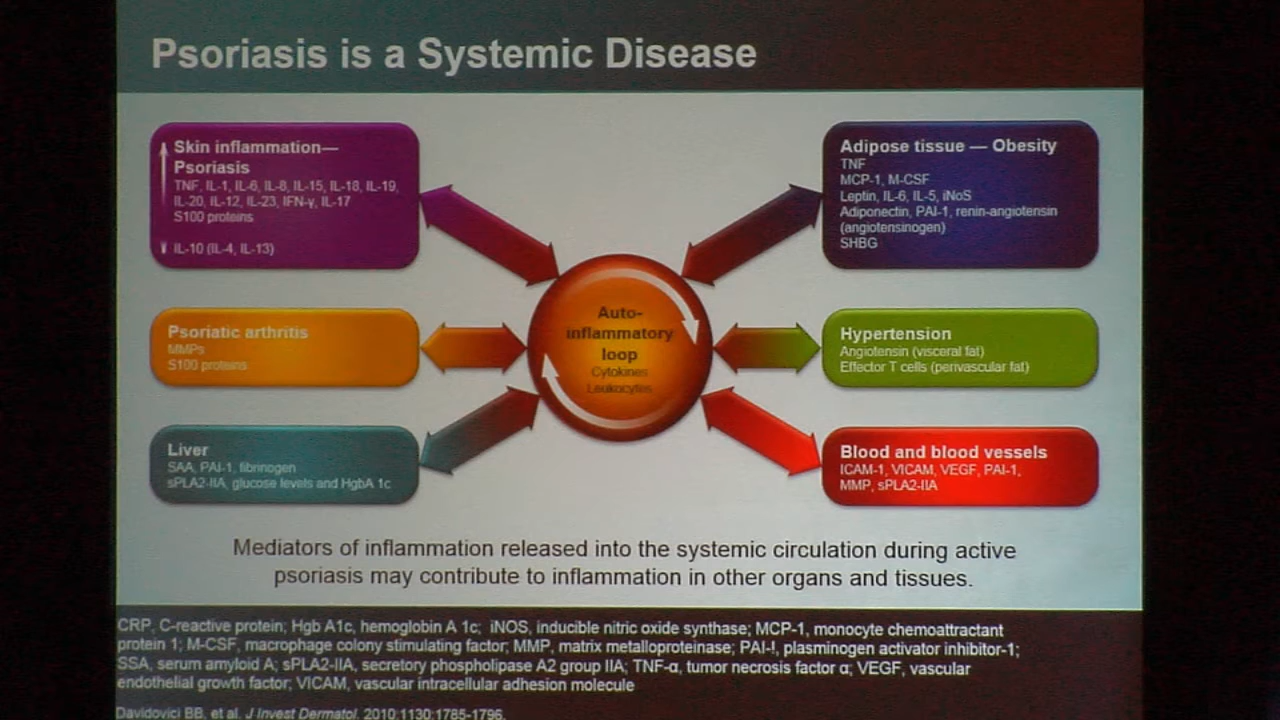 Psoriasis is a Systemic Disease
Skin inflammation—
Psoriasis
TNF, IL-1, IL-6, IL-8, IL-15, IL-18, IL-19,
IL-20, IL-12, IL-23, IFN-γ, IL-17
S100 proteins
IL-10 (IL-4, IL-13)
Adipose tissue — Obesity
TNF
MCP-1, M-CSF
Leptin, IL-6, IL-5, iNoS
Adiponectin, PAI-1, renin-angiotensin
(angiotensinogen)
SHBG
Psoriatic arthritis
MMPs
S100 proteins
Auto-
inflammatory
loop
Cytokines
Leukocytes
Hypertension
Angiotensin (visceral fat)
Effector T cells (perivascular fat)
Liver
SAA, PAI-1, fibrinogen
sPLA2-IIA, glucose levels and HgbA 1c
Blood and blood vessels
ICAM-1, VICAM, VEGF, PAI-1,
MMP, sPLA2-IIA
Mediators of inflammation released into the systemic circulation during active
psoriasis may contribute to inflammation in other organs and tissues.
CRP, C-reactive protein; Hgb A1c, hemoglobin A 1c; iNOS, inducible nitric oxide synthase; MCP-1, monocyte chemoattractant
protein 1; M-CSF, macrophage colony stimulating factor; MMP, matrix metalloproteinase; PAI-!, plasminogen activator inhibitor-1;
SSA, serum amyloid A; sPLA2-IIA, secretory phospholipase A2 group IIA; TNF-α, tumor necrosis factor α; VEGF, vascular
endothelial growth factor; VICAM, vascular intracellular adhesion molecule
Davidovici BB, et al. J Invest Dermatol. 2010;1130:1785-1796.